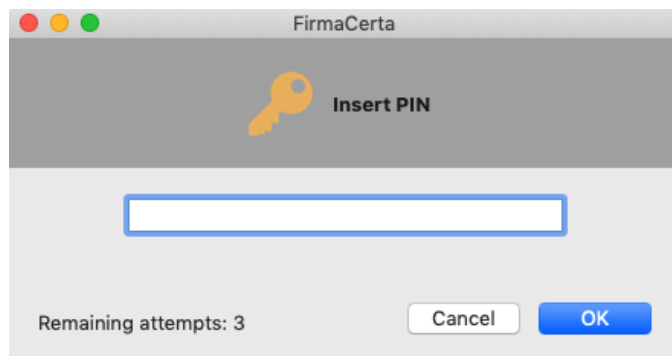 FirmaCerta
Insert PIN
Remaining attempts: 3
Cancel
OK